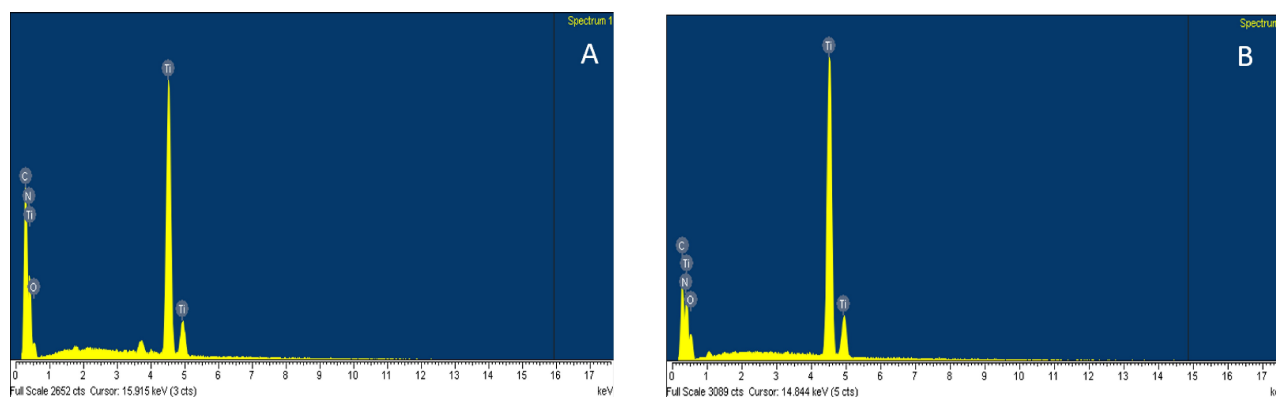 Spectrum 1
A
Ti
C
N
Ti
O
Ti
0 1 2 3 4 5 6 7 8 9 10 11 12 13 14 15 16 17
Full Scale 2652 cts Cursor: 15.915 keV (3 cts) keV
Spectrum
B
Ti
C
Ti
N
O
Ti
0 1 2 3 4 5 6 7 8 9 10 11 12 13 14 15 16 17
Full Scale 3089 cts Cursor: 14.844 keV (5 cts) ke